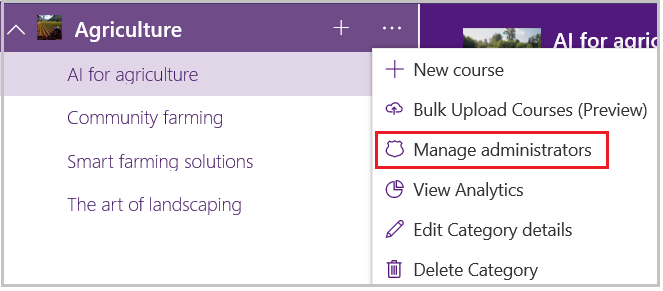 Agriculture
AI for agriculture
Community farming
Smart farming solutions
The art of landscaping
AI for agric
New course
Bulk Upload Courses (Preview)
Manage administrators
View Analytics
Edit Category details
Delete Category